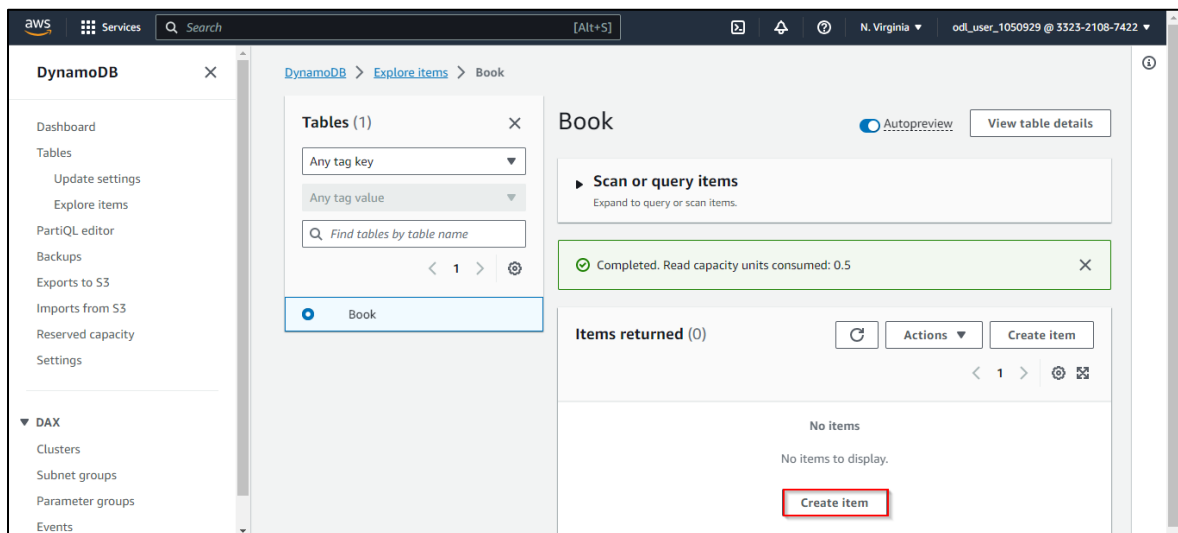 aws
Services
Search
[Alt+S]
N. Virginia
odl_user_1050929 @ 3323-2108-7422
DynamoDB
Dashboard
Tables
Update settings
Explore items
PartiQL editor
Backups
Exports to S3
Imports from S3
Reserved capacity
Settings
DAX
Clusters
Subnet groups
Parameter groups
Events
DynamoDB > Explore items > Book
Tables (1)
Any tag key
Any tag value
Find tables by table name
< 1 >
Book
Book
Autopreview
View table details
Scan or query items
Expand to query or scan items.
Completed. Read capacity units consumed: 0.5
Items returned (0)
Actions
Create item
< 1 >
No items
No items to display.
Create item